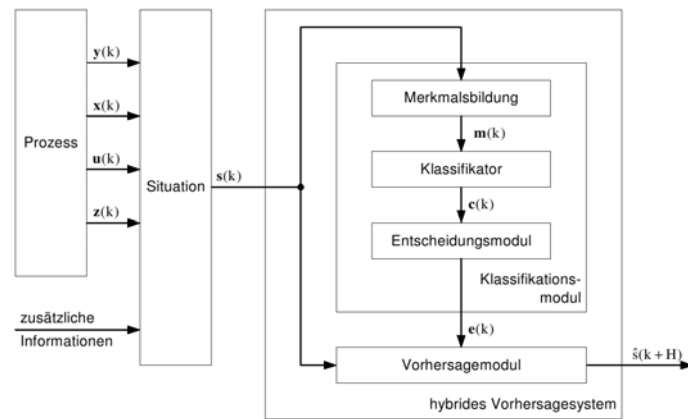 y(k)
x(k)
Prozess
u(k)
z(k)
zusätzliche
Informationen
Situation
s(k)
Merkmalsbildung
m(k)
Klassifikator
c(k)
Entscheidungsmodul
Klassifikations-
modul
e(k)
Vorhersagemodul
ŝ(k+H)
hybrides Vorhersagesystem